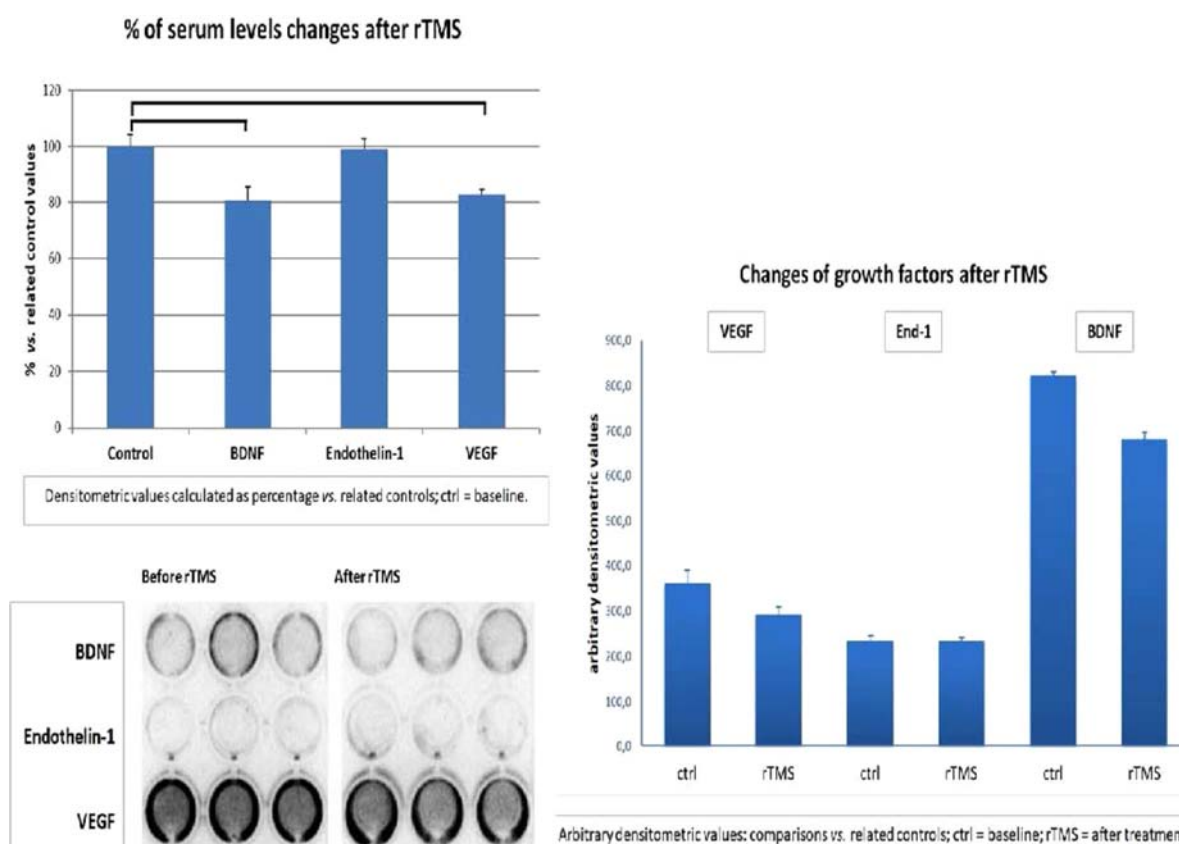 % of serum levels changes after rTMS
% vs. related control values
120
100
80
60
40
20
0
Control BDNF Endothelin-1 VEGF
Densitometric values calculated as percentage vs. related controls; ctrl = baseline.
Before rTMS After rTMS
BDNF
Endothelin-1
VEGF
Changes of growth factors after rTMS
VEGF End-1 BDNF
arbitrary densitometric values
900,0
800,0
700,0
600,0
500,0
400,0
300,0
200,0
100,0
0,0
ctrl rTMS ctrl rTMS ctrl rTMS
Arbitrary densitometric values: comparisons vs. related controls; ctrl = baseline; rTMS = after treatmen